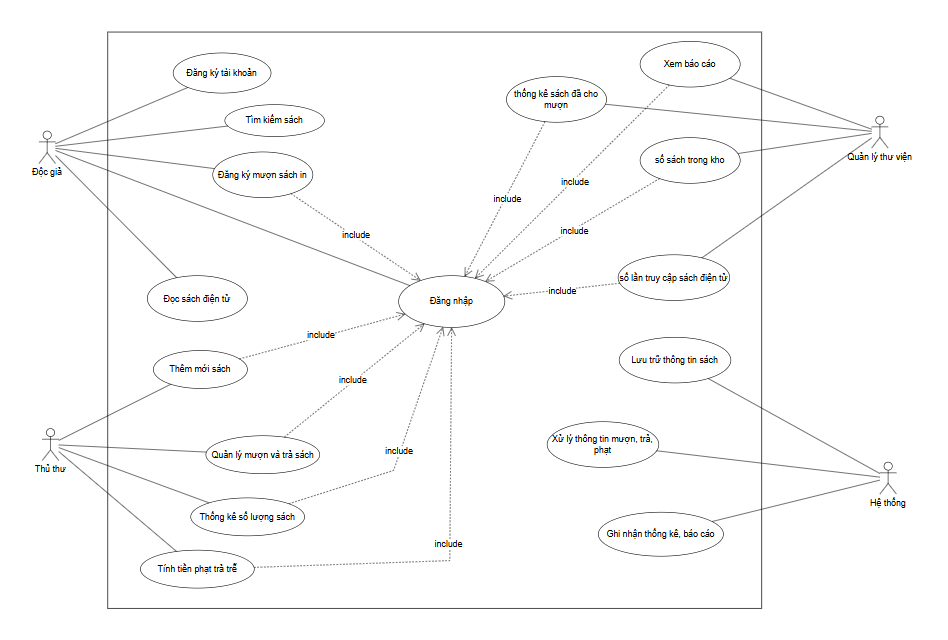 Xem báo cáo
Đăng ký tài khoản
thống kê sách đã cho
mượn
Tìm kiếm sách
Quản lý thư viện
số sách trong kho
Độc giả
Đăng ký mượn sách in
include
include
include
include
số lần truy cập sách điện tử
include
Đọc sách điện tử
Đăng nhập
include
Lưu trữ thông tin sách
Thêm mới sách
include
Xử lý thông tin mượn, trả,
phạt
include
Quản lý mượn và trả sách
Thủ thư
Hệ thống
Thống kê số lượng sách
Ghi nhận thống kê, báo cáo
include
Tính tiền phạt trả trễ